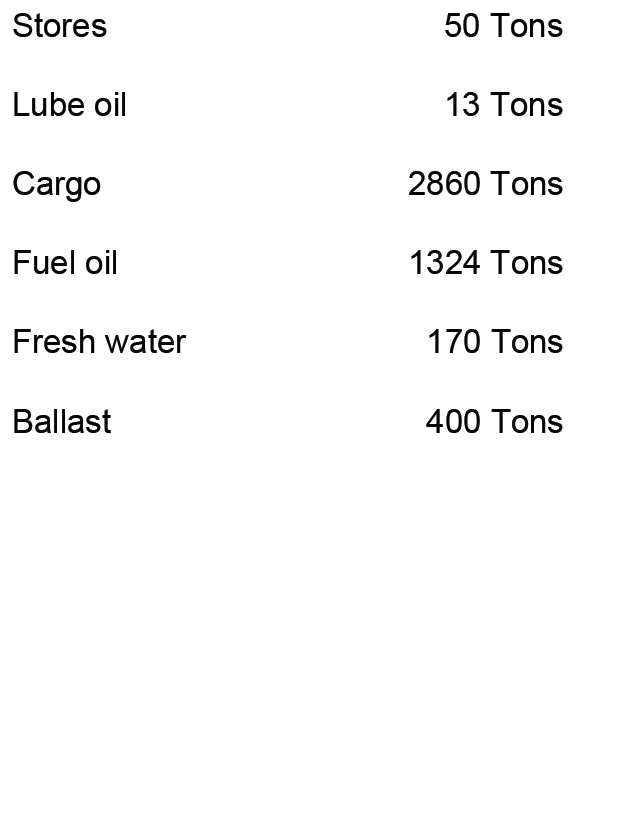 Stores 50 Tons
Lube oil 13 Tons
Cargo 2860 Tons
Fuel oil 1324 Tons
Fresh water 170 Tons
Ballast 400 Tons